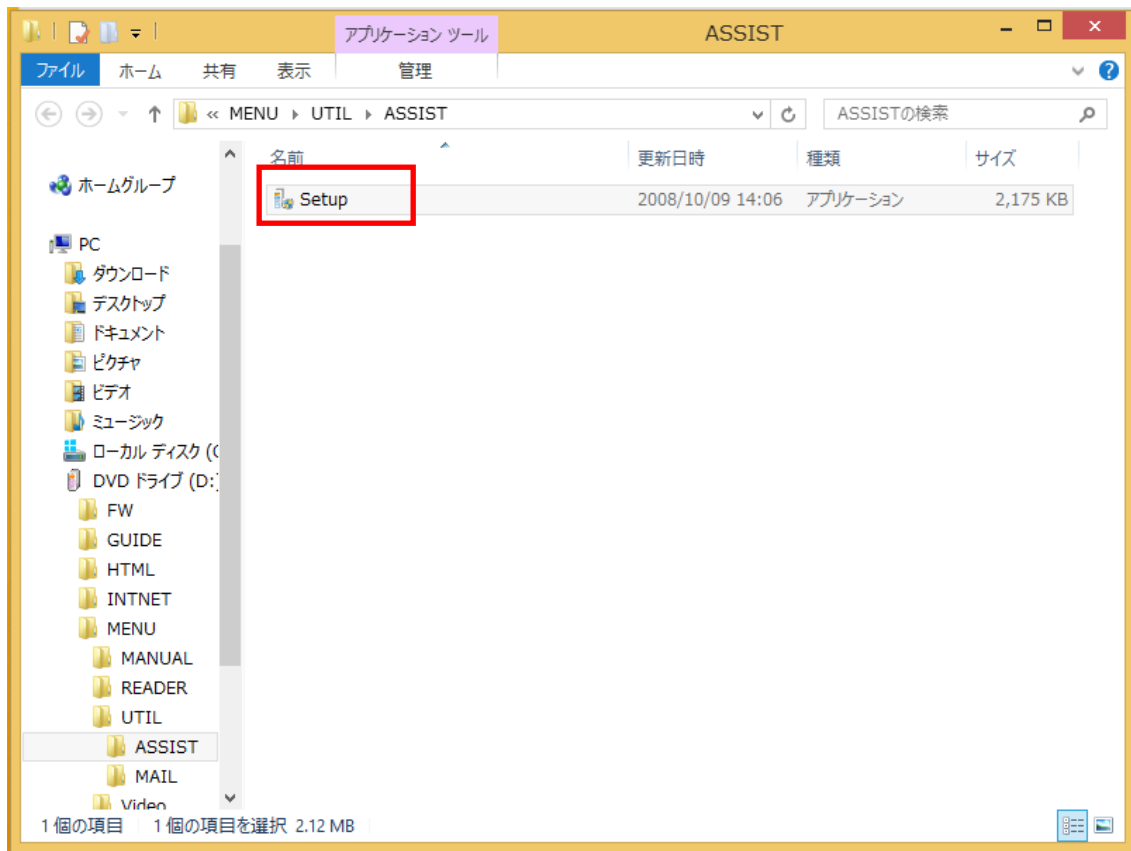 アプリケーション ツール
ASSIST
ファイル ホーム 共有 表示 管理
« MENU ▸ UTIL ▸ ASSIST
ASSISTの検索
名前 更新日時 種類 サイズ
Setup 2008/10/09 14:06 アプリケーション 2,175 KB
ホームグループ
PC
ダウンロード
デスクトップ
ドキュメント
ピクチャ
ビデオ
ミュージック
ローカル ディスク (C
DVD ドライブ (D:)
FW
GUIDE
HTML
INTNET
MENU
MANUAL
READER
UTIL
ASSIST
MAIL
Video
1 個の項目 1 個の項目を選択 2.12 MB